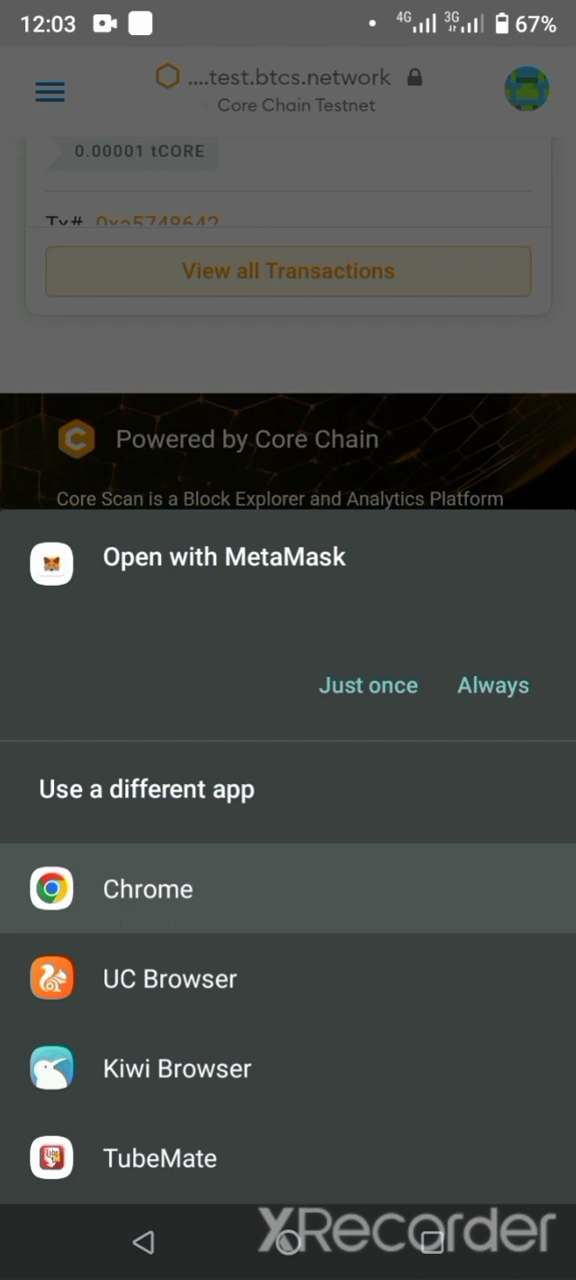 12:03 4G 3G 67%
....test.btcs.network
Core Chain Testnet
0.00001 tCORE
Tx# 0xa5748642
View all Transactions
Powered by Core Chain
Core Scan is a Block Explorer and Analytics Platform
Open with MetaMask
Just once Always
Use a different app
Chrome
UC Browser
Kiwi Browser
TubeMate
XRecorder